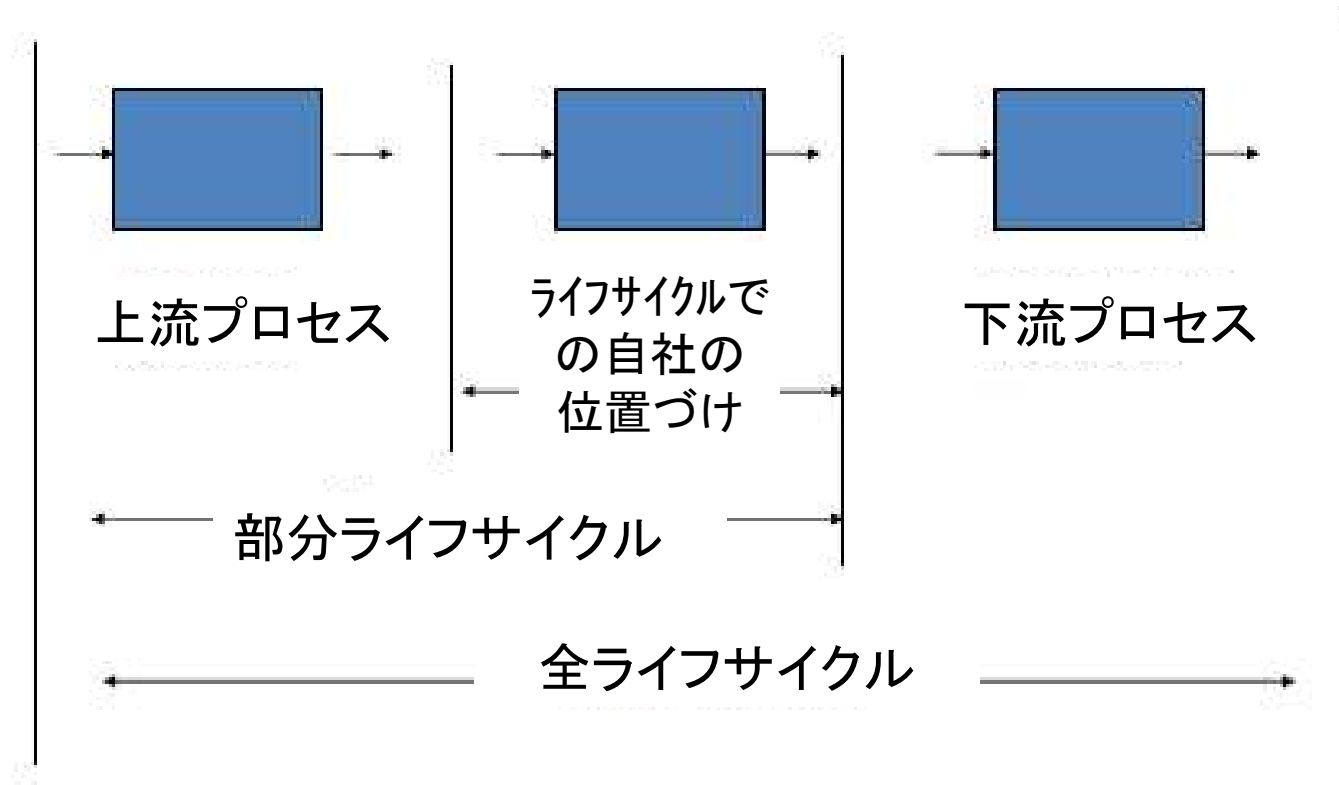 上流プロセス
ライフサイクルで
の自社の
位置づけ
下流プロセス
部分ライフサイクル
全ライフサイクル